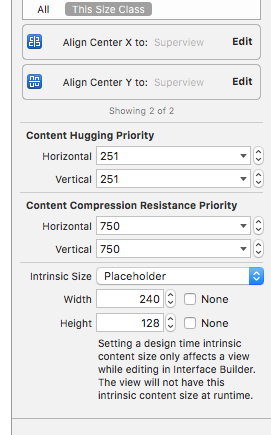 All This Size Class
Align Center X to: Superview Edit
Align Center Y to: Superview Edit
Showing 2 of 2
Content Hugging Priority
Horizontal 251
Vertical 251
Content Compression Resistance Priority
Horizontal 750
Vertical 750
Intrinsic Size Placeholder
Width 240 None
Height 128 None
Setting a design time intrinsic
content size only affects a view
while editing in Interface Builder.
The view will not have this
intrinsic content size at runtime.